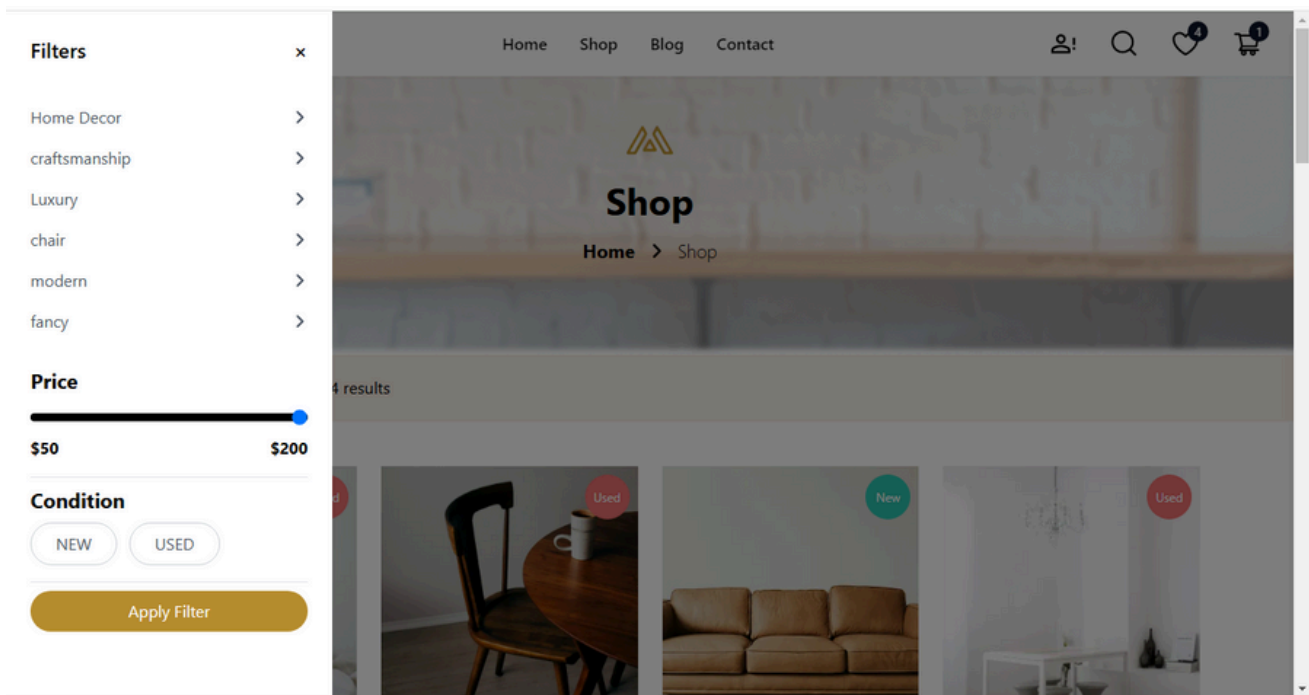 Filters ×
Home Decor
craftsmanship
Luxury
chair
modern
fancy
Price
$50 $200
Condition
NEW USED
Apply Filter
Home Shop Blog Contact
4
1
Shop
Home > Shop
4 results
d
Used
New
Used